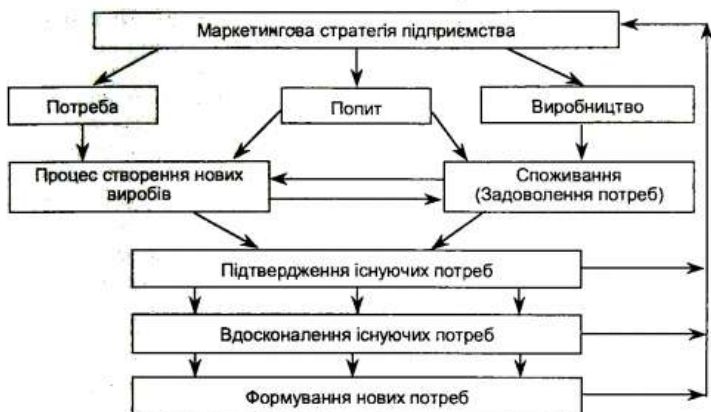 Маркетингова стратегія підприємства
Потреба
Попит
Виробництво
Процес створення нових
виробів
Споживання
(Задоволення потреб)
Підтвердження існуючих потреб
Вдосконалення існуючих потреб
Формування нових потреб